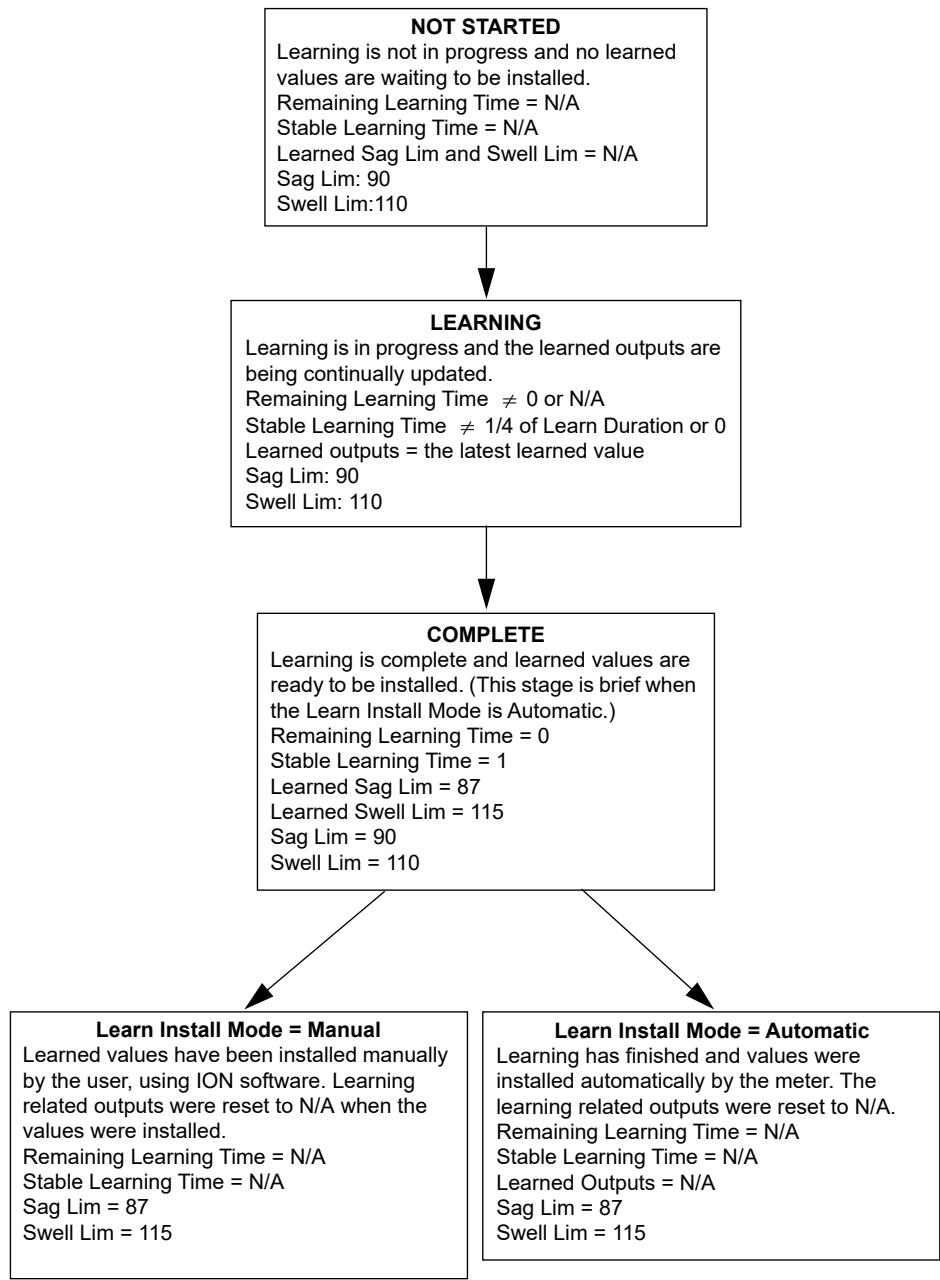 NOT STARTED
Learning is not in progress and no learned
values are waiting to be installed.
Remaining Learning Time = N/A
Stable Learning Time = N/A
Learned Sag Lim and Swell Lim = N/A
Sag Lim: 90
Swell Lim:110
LEARNING
Learning is in progress and the learned outputs are
being continually updated.
Remaining Learning Time ≠ 0 or N/A
Stable Learning Time ≠ 1/4 of Learn Duration or 0
Learned outputs = the latest learned value
Sag Lim: 90
Swell Lim: 110
COMPLETE
Learning is complete and learned values are
ready to be installed. (This stage is brief when
the Learn Install Mode is Automatic.)
Remaining Learning Time = 0
Stable Learning Time = 1
Learned Sag Lim = 87
Learned Swell Lim = 115
Sag Lim = 90
Swell Lim = 110
Learn Install Mode = Manual
Learned values have been installed manually
by the user, using ION software. Learning
related outputs were reset to N/A when the
values were installed.
Remaining Learning Time = N/A
Stable Learning Time = N/A
Sag Lim = 87
Swell Lim = 115
Learn Install Mode = Automatic
Learning has finished and values were
installed automatically by the meter. The
learning related outputs were reset to N/A.
Remaining Learning Time = N/A
Stable Learning Time = N/A
Learned Outputs = N/A
Sag Lim = 87
Swell Lim = 115